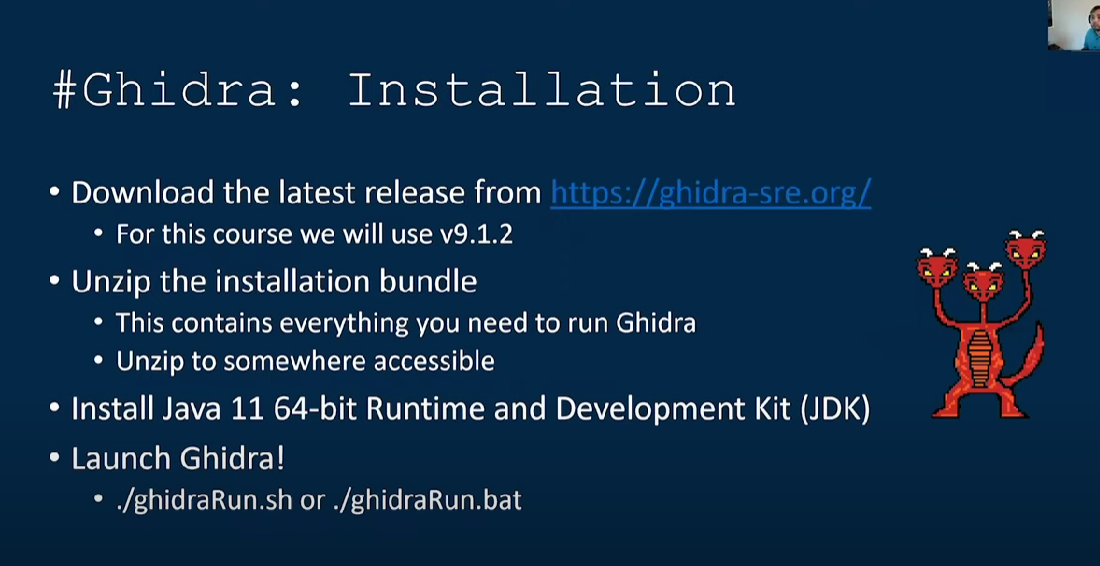 #Ghidra: Installation
• Download the latest release from https://ghidra-sre.org/
• For this course we will use v9.1.2
• Unzip the installation bundle
• This contains everything you need to run Ghidra
• Unzip to somewhere accessible
• Install Java 11 64-bit Runtime and Development Kit (JDK)
• Launch Ghidra!
• ./ghidraRun.sh or ./ghidraRun.bat